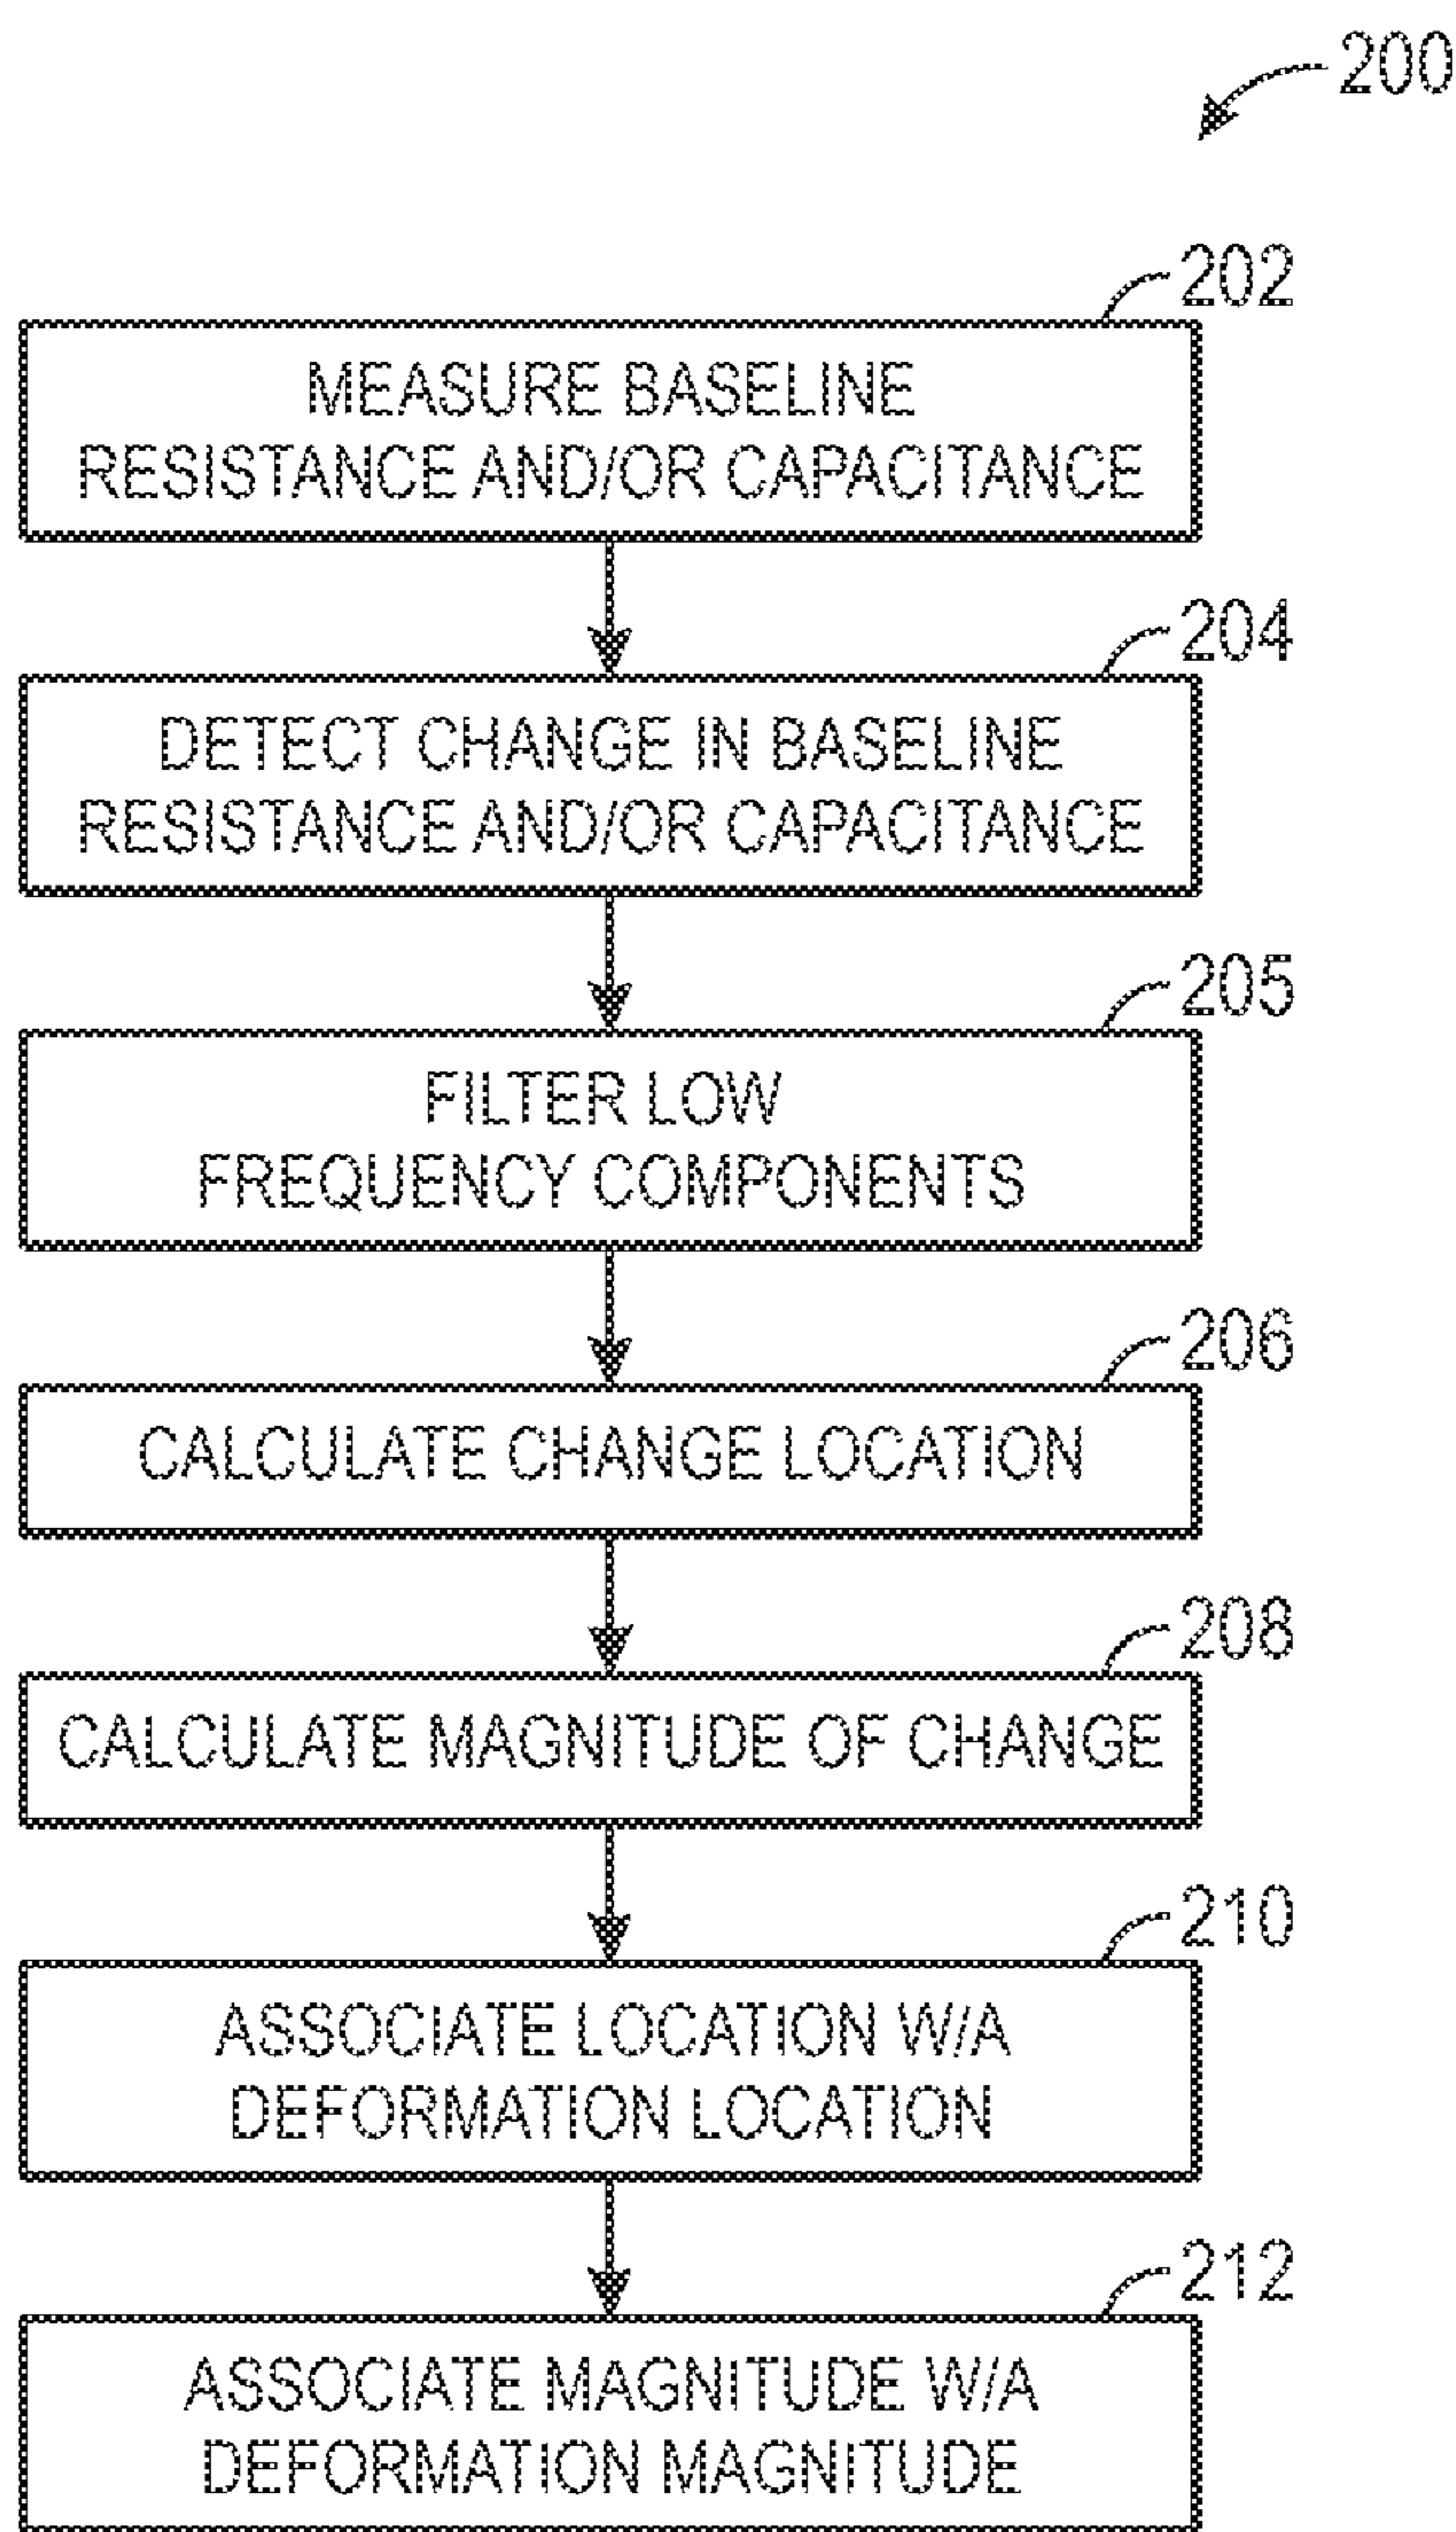 200
202
MEASURE BASELINE
RESISTANCE AND/OR CAPACITANCE
204
DETECT CHANGE IN BASELINE
RESISTANCE AND/OR CAPACITANCE
205
FILTER LOW
FREQUENCY COMPONENTS
206
CALCULATE CHANGE LOCATION
208
CALCULATE MAGNITUDE OF CHANGE
210
ASSOCIATE LOCATION W/A
DEFORMATION LOCATION
212
ASSOCIATE MAGNITUDE W/A
DEFORMATION MAGNITUDE